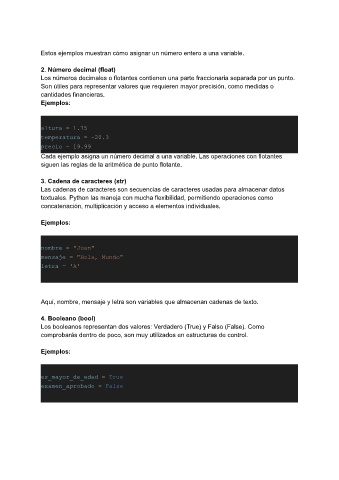 Estos ejemplos muestran cómo asignar un número entero a una variable.
2. Número decimal (float)
Los números decimales o flotantes contienen una parte fraccionaria separada por un punto.
Son útiles para representar valores que requieren mayor precisión, como medidas o
cantidades financieras.
Ejemplos:
altura = 1.75
temperatura = -20.3
precio = 19.99
Cada ejemplo asigna un número decimal a una variable. Las operaciones con flotantes
siguen las reglas de la aritmética de punto flotante.
3. Cadena de caracteres (str)
Las cadenas de caracteres son secuencias de caracteres usadas para almacenar datos
textuales. Python las maneja con mucha flexibilidad, permitiendo operaciones como
concatenación, multiplicación y acceso a elementos individuales.
Ejemplos:
nombre = "Juan"
mensaje = "Hola, Mundo"
letra = 'A'
Aquí, nombre, mensaje y letra son variables que almacenan cadenas de texto.
4. Booleano (bool)
Los booleanos representan dos valores: Verdadero (True) y Falso (False). Como
comprobarás dentro de poco, son muy utilizados en estructuras de control.
Ejemplos:
es_mayor_de_edad = True
examen_aprobado = False